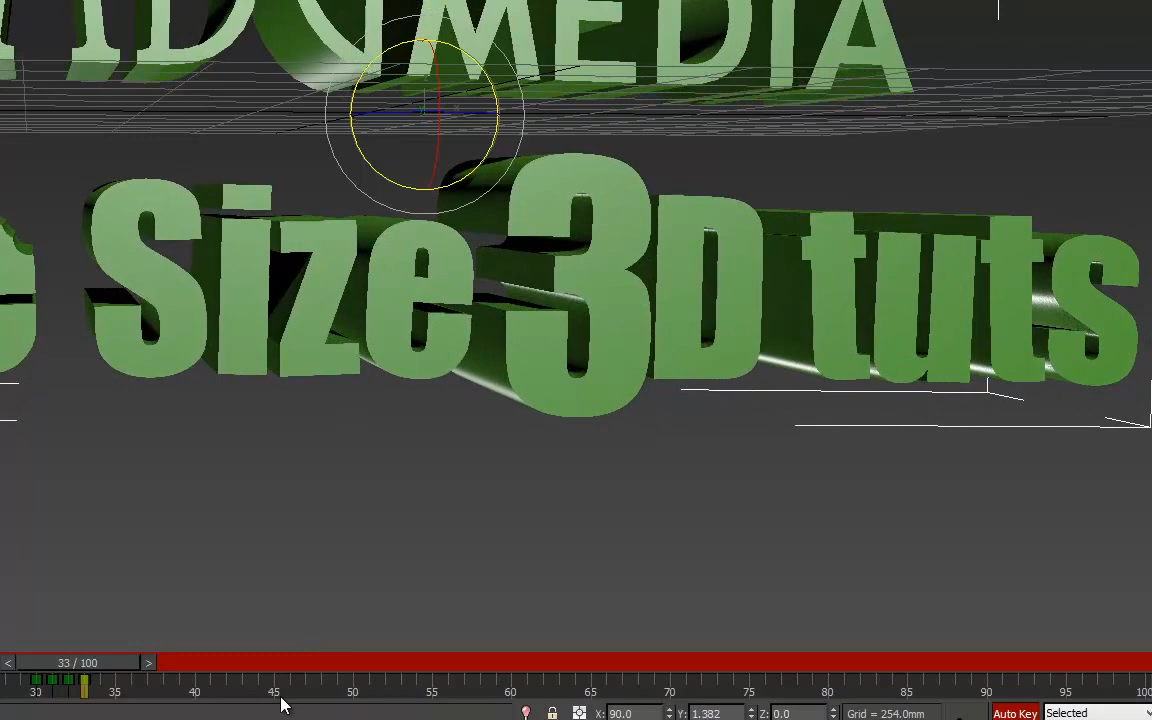 MEDIA
Size 3D tuts
< 33 / 100 >
30 35 40 45 50 55 60 65 70 75 80 85 90 95 100
X: 90.0 Y: 1.382 Z: 0.0 Grid = 254.0mm Auto Key Selected